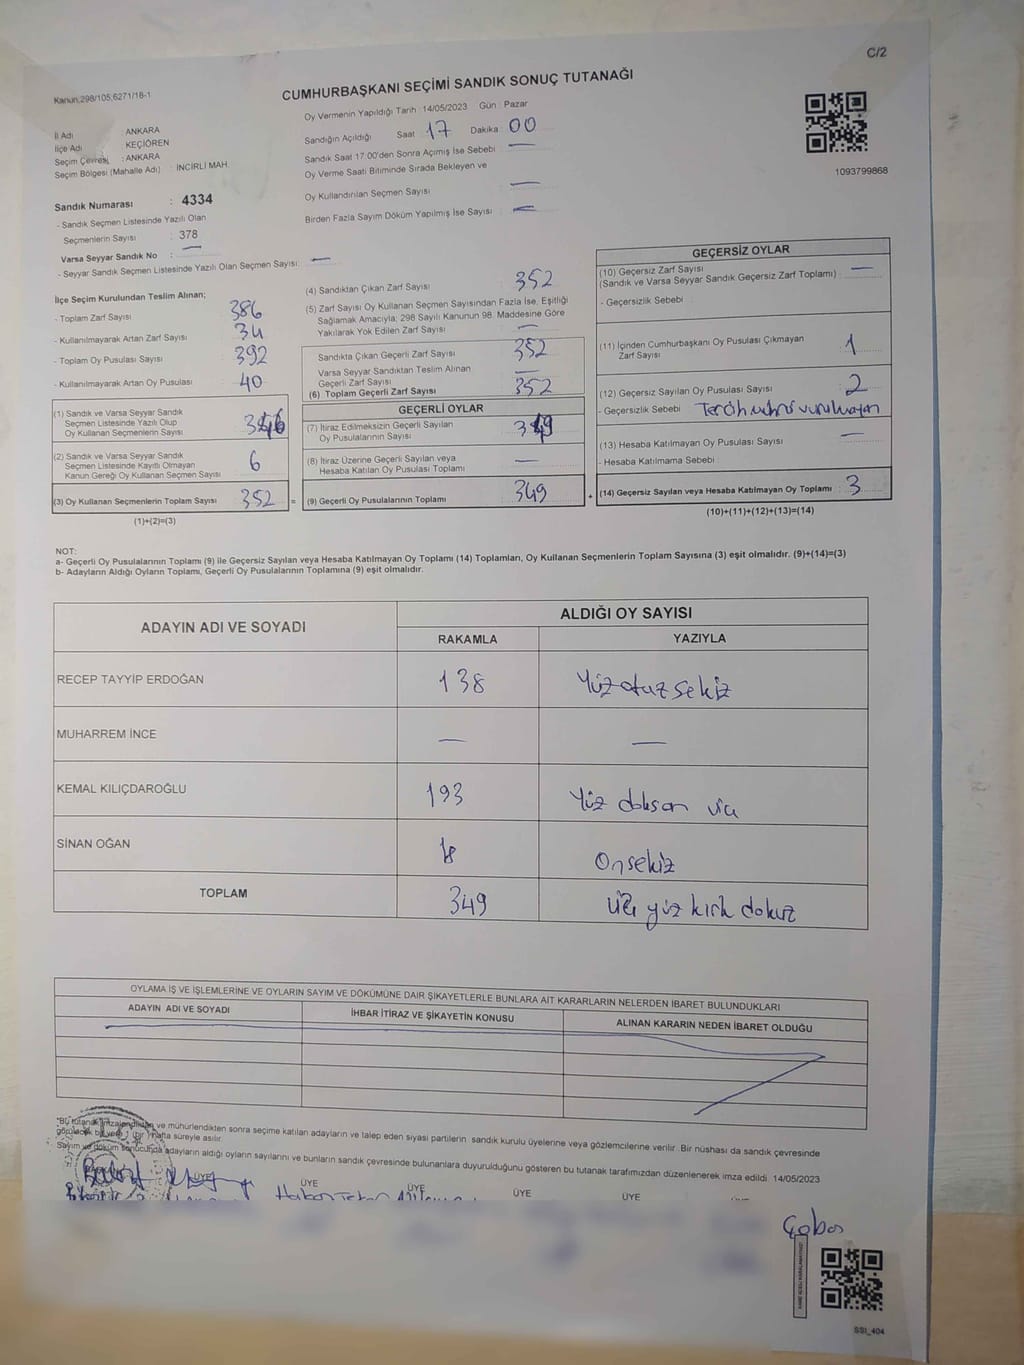 C/2
Kanun;298/105;6271/18-1
CUMHURBAŞKANI SEÇİMİ SANDIK SONUÇ TUTANAĞI
İl Adı : ANKARA
İlçe Adı : KEÇİÖREN
Seçim Çevresi : ANKARA
Seçim Bölgesi (Mahalle Adı) : İNCİRLİ MAH.
Sandık Numarası : 4334
- Sandık Seçmen Listesinde Yazılı Olan
Seçmenlerin Sayısı : 378
Varsa Seyyar Sandık No : —
- Seyyar Sandık Seçmen Listesinde Yazılı Olan Seçmen Sayısı: —
Oy Vermenin Yapıldığı Tarih : 14/05/2023 Gün : Pazar
Sandığın Açıldığı Saat 17 Dakika: 00
Sandık Saat 17.00'den Sonra Açımış İse Sebebi : —
Oy Verme Saati Bitiminde Sırada Bekleyen ve
Oy Kullandırılan Seçmen Sayısı —
Birden Fazla Sayım Döküm Yapılmış İse Sayısı : —
1093799868
İlçe Seçim Kurulundan Teslim Alınan;
- Toplam Zarf Sayısı 386
- Kullanılmayarak Artan Zarf Sayısı 34
- Toplam Oy Pusulası Sayısı 392
- Kullanılmayarak Artan Oy Pusulası 40
(1) Sandık ve Varsa Seyyar Sandık
Seçmen Listesinde Yazılı Olup
Oy Kullanan Seçmenlerin Sayısı 346
(2) Sandık ve Varsa Seyyar Sandık
Seçmen Listesinde Kayıtlı Olmayan
Kanun Gereği Oy Kullanan Seçmen Sayısı 6
(3) Oy Kullanan Seçmenlerin Toplam Sayısı 352 =
(1)+(2)=(3)
(4) Sandıktan Çıkan Zarf Sayısı : 352
(5) Zarf Sayısı Oy Kullanan Seçmen Sayısından Fazla İse, Eşitliği
Sağlamak Amacıyla; 298 Sayılı Kanunun 98. Maddesine Göre
Yakılarak Yok Edilen Zarf Sayısı : —
Sandıkta Çıkan Geçerli Zarf Sayısı : 352
Varsa Seyyar Sandıktan Teslim Alınan
Geçerli Zarf Sayısı : —
(6) Toplam Geçerli Zarf Sayısı : 352
GEÇERLİ OYLAR
(7) İtiraz Edilmeksizin Geçerli Sayılan
Oy Pusulalarının Sayısı : 349
(8) İtiraz Üzerine Geçerli Sayılan veya
Hesaba Katılan Oy Pusulası Toplamı : —
(9) Geçerli Oy Pusulalarının Toplamı : 349 +
GEÇERSİZ OYLAR
(10) Geçersiz Zarf Sayısı : —
(Sandık ve Varsa Seyyar Sandık Geçersiz Zarf Toplamı)
- Geçersizlik Sebebi :
(11) İçinden Cumhurbaşkanı Oy Pusulası Çıkmayan
Zarf Sayısı : 1
(12) Geçersiz Sayılan Oy Pusulası Sayısı : 2
- Geçersizlik Sebebi :
(13) Hesaba Katılmayan Oy Pusulası Sayısı : —
- Hesaba Katılmama Sebebi :
(14) Geçersiz Sayılan veya Hesaba Katılmayan Oy Toplamı : 3
(10)+(11)+(12)+(13)=(14)
NOT:
a- Geçerli Oy Pusulalarının Toplamı (9) ile Geçersiz Sayılan veya Hesaba Katılmayan Oy Toplamı (14) Toplamları, Oy Kullanan Seçmenlerin Toplam Sayısına (3) eşit olmalıdır. (9)+(14)=(3)
b- Adayların Aldığı Oyların Toplamı, Geçerli Oy Pusulalarının Toplamına (9) eşit olmalıdır.
ADAYIN ADI VE SOYADI ALDIĞI OY SAYISI
RAKAMLA YAZIYLA
RECEP TAYYİP ERDOĞAN 138 Yüz otuz sekiz
MUHARREM İNCE — —
KEMAL KILIÇDAROĞLU 193 Yüz doksan üç
SİNAN OĞAN 18 Onsekiz
TOPLAM 349 üç yüz kırk dokuz
OYLAMA İŞ VE İŞLEMLERİNE VE OYLARIN SAYIM VE DÖKÜMÜNE DAİR ŞİKAYETLERLE BUNLARA AİT KARARLARIN NELERDEN İBARET BULUNDUKLARI
ADAYIN ADI VE SOYADI İHBAR İTİRAZ VE ŞİKAYETİN KONUSU ALINAN KARARIN NEDEN İBARET OLDUĞU
"Bu tutanak imzalandıktan ve mühürlendikten sonra seçime katılan adayların ve talep eden siyasi partilerin sandık kurulu üyelerine veya gözlemcilerine verilir. Bir nüshası da sandık çevresinde
görülecek bir yere 1 (bir) hafta süreyle asılır.
Sayım ve döküm sonucunda adayların aldığı oyların sayılarını ve bunların sandık çevresinde bulunanlara duyurulduğunu gösteren bu tutanak tarafımızdan düzenlenerek imza edildi. 14/05/2023
ÜYE ÜYE ÜYE ÜYE ÜYE
Çoban
SSI_404